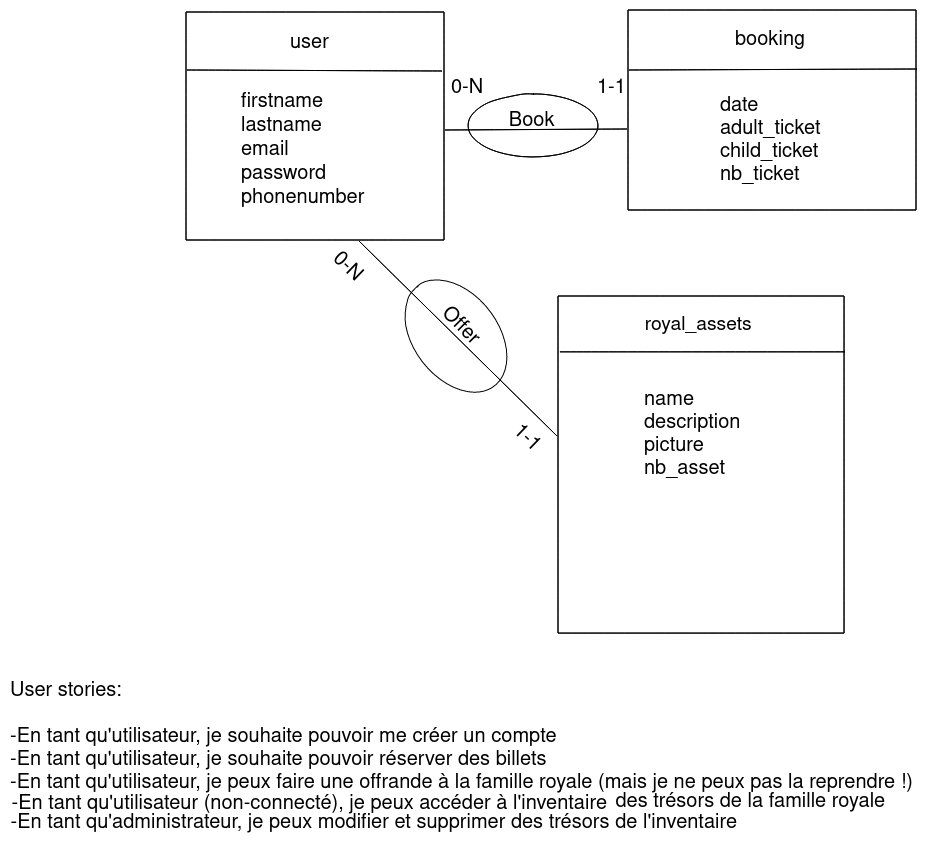 user
firstname
lastname
email
password
phonenumber
0-N
Book
1-1
booking
date
adult_ticket
child_ticket
nb_ticket
0-N
Offer
1-1
royal_assets
name
description
picture
nb_asset
User stories:
-En tant qu'utilisateur, je souhaite pouvoir me créer un compte
-En tant qu'utilisateur, je souhaite pouvoir réserver des billets
-En tant qu'utilisateur, je peux faire une offrande à la famille royale (mais je ne peux pas la reprendre !)
-En tant qu'utilisateur (non-connecté), je peux accéder à l'inventaire des trésors de la famille royale
-En tant qu'administrateur, je peux modifier et supprimer des trésors de l'inventaire